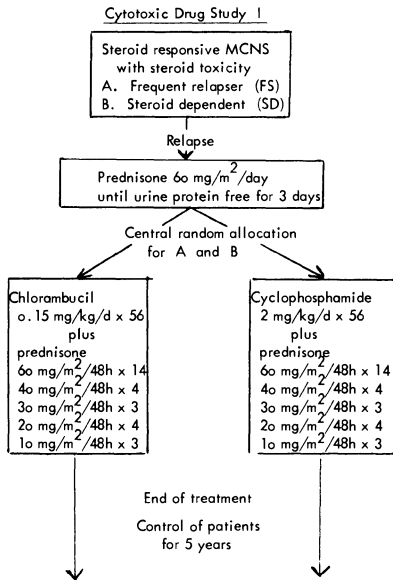 Cytotoxic Drug Study 1
Steroid responsive MCNS
with steroid toxicity
A. Frequent relapser (FS)
B. Steroid dependent (SD)
Relapse
Prednisone 60 mg/m²/day
until urine protein free for 3 days
Central random allocation
for A and B
Chlorambucil
0.15 mg/kg/d x 56
plus
prednisone
60 mg/m²/48h x 14
40 mg/m²/48h x 4
30 mg/m²/48h x 3
20 mg/m²/48h x 4
10 mg/m²/48h x 3
Cyclophosphamide
2 mg/kg/d x 56
plus
prednisone
60 mg/m²/48h x 14
40 mg/m²/48h x 4
30 mg/m²/48h x 3
20 mg/m²/48h x 4
10 mg/m²/48h x 3
End of treatment
Control of patients
for 5 years